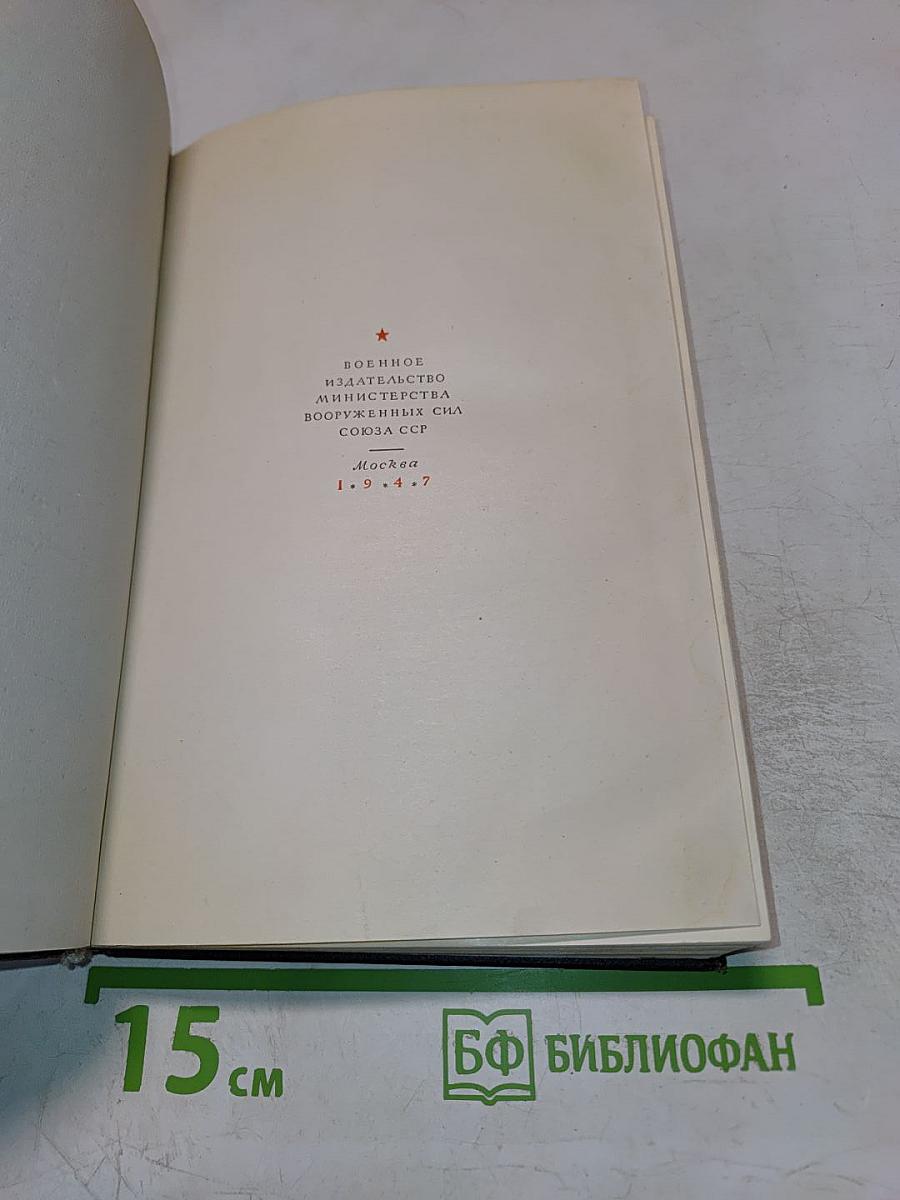 ВОЕННОЕ
ИЗДАТЕЛЬСТВО
МИНИСТЕРСТВА
ВООРУЖЕННЫХ СИЛ
СОЮЗА ССР
Москва
1 * 9 * 4 * 7
15 см
БФ БИБЛИОФАН